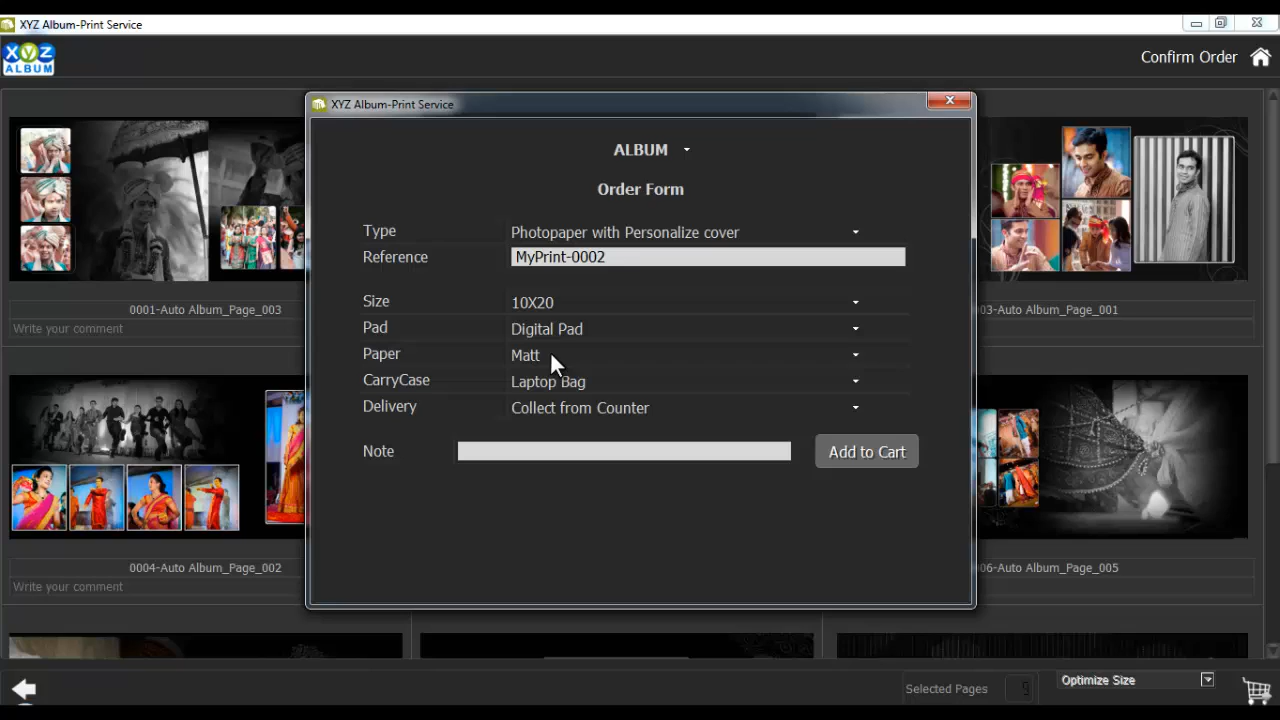 XYZ Album-Print Service
XYZ
ALBUM
Confirm Order
XYZ Album-Print Service
ALBUM
Order Form
Type Photopaper with Personalize cover
Reference MyPrint-0002
Size 10X20
Pad Digital Pad
Paper Matt
CarryCase Laptop Bag
Delivery Collect from Counter
Note Add to Cart
0001-Auto Album_Page_003
03-Auto Album_Page_001
Write your comment
0004-Auto Album_Page_002
06-Auto Album_Page_005
Write your comment
Selected Pages 9
Optimize Size